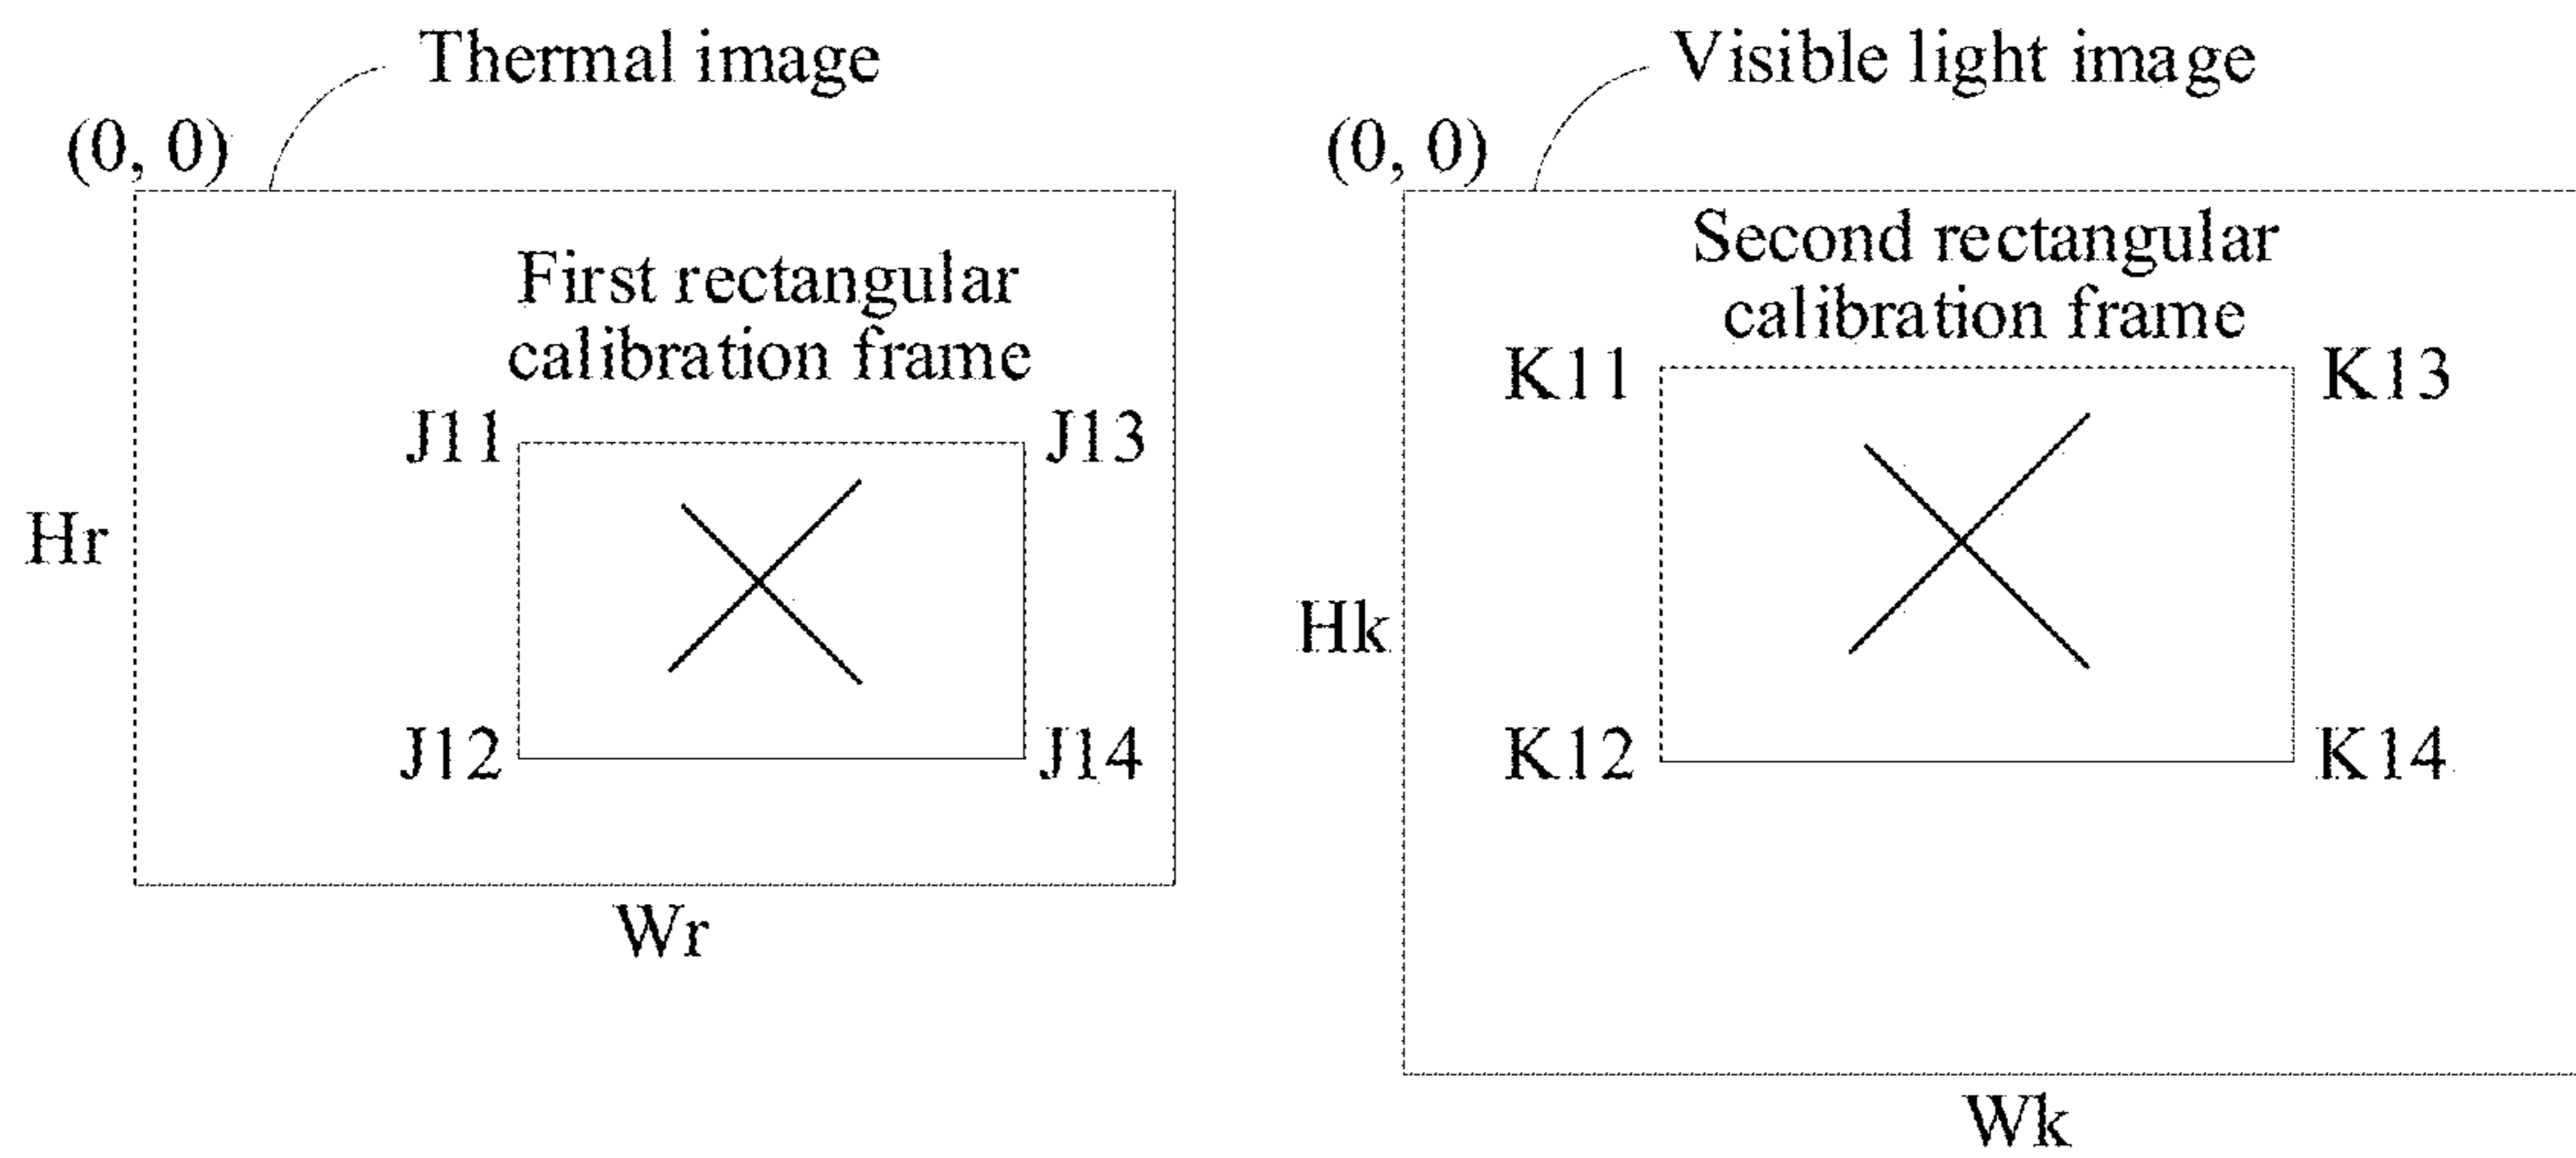 Thermal image
(0, 0)
First rectangular
calibration frame
J11
J13
Hr
J12
J14
Wr
Visible light image
(0, 0)
Second rectangular
calibration frame
K11
K13
Hk
K12
K14
Wk